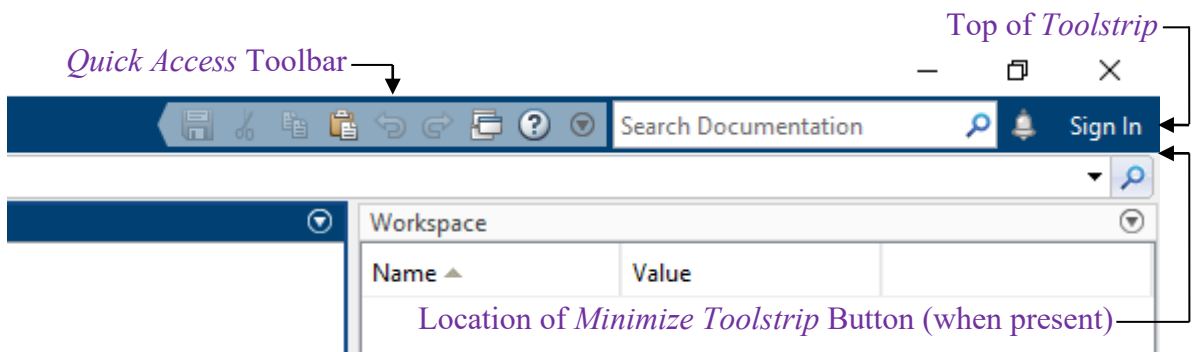 Top of Toolstrip
Quick Access Toolbar
Search Documentation
Sign In
Workspace
Name
Value
Location of Minimize Toolstrip Button (when present)